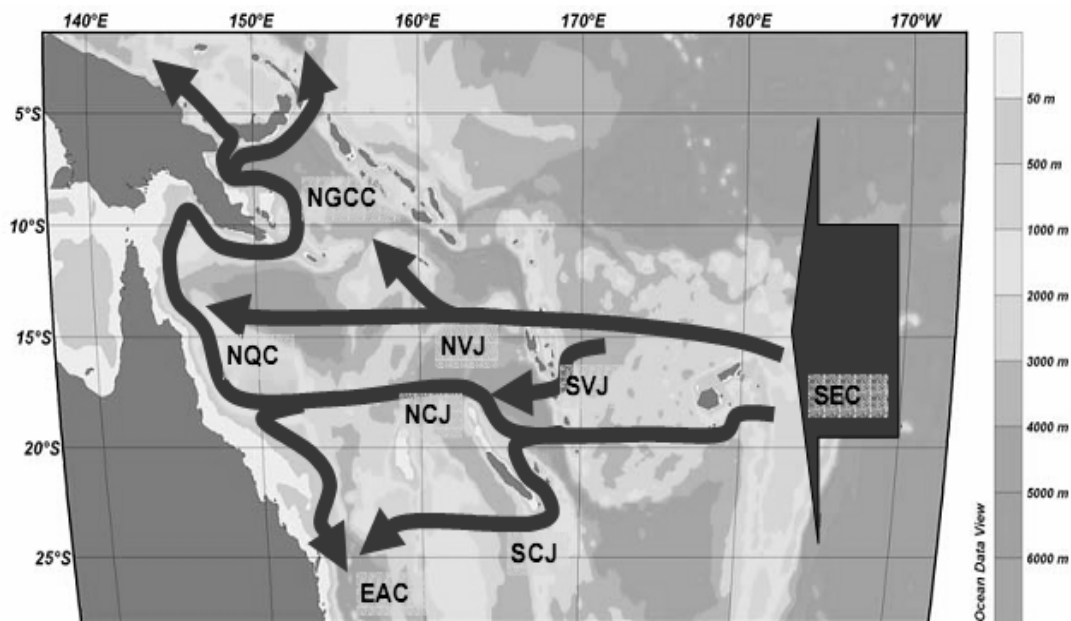 140°E 150°E 160°E 170°E 180°E 170°W
5°S
10°S
15°S
20°S
25°S
NGCC
NQC
NVJ
SVJ
NCJ
SEC
SCJ
EAC
50 m
500 m
1000 m
2000 m
3000 m
4000 m
5000 m
6000 m
Ocean Data View